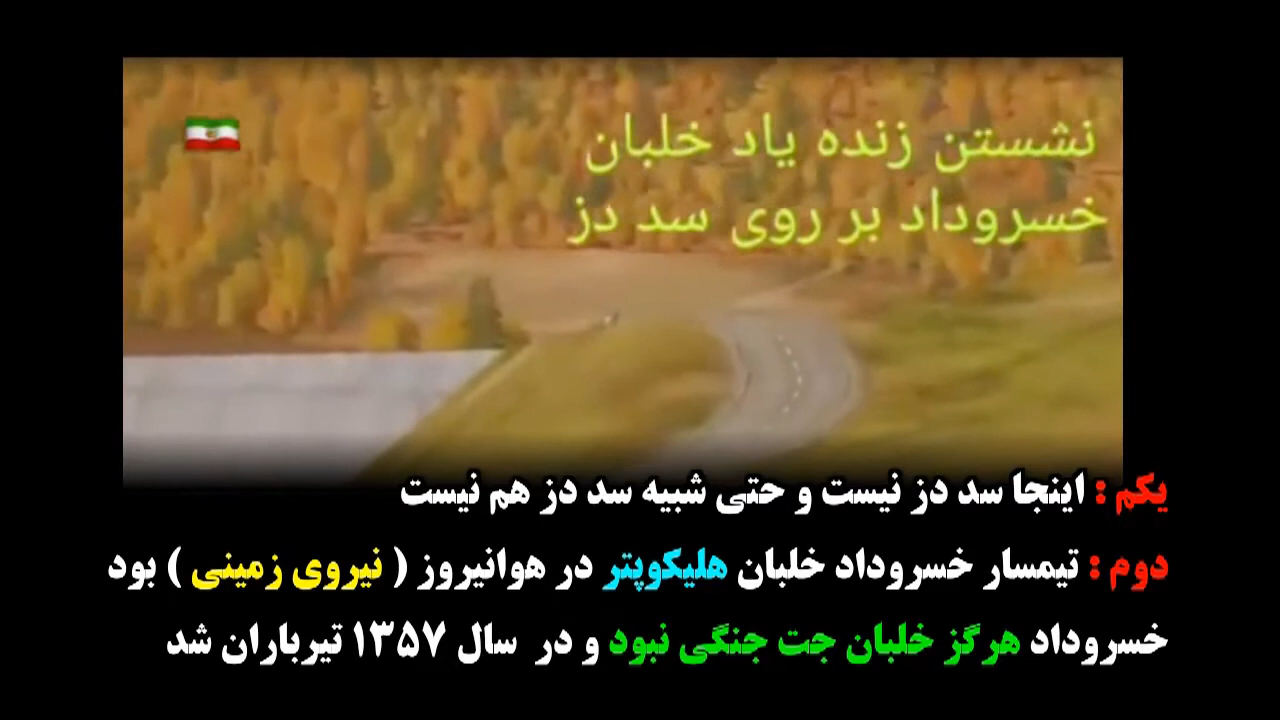 نشستن زنده یاد خلبان
خسروداد بر روی سد دز
یکم : اینجا سد دز نیست و حتی شبیه سد دز هم نیست
دوم : تیمسار خسروداد خلبان هلیکوپتر در هوانیروز ( نیروی زمینی ) بود
خسروداد هرگز خلبان جت جنگی نبود و در سال ۱۳۵۷ تیرباران شد